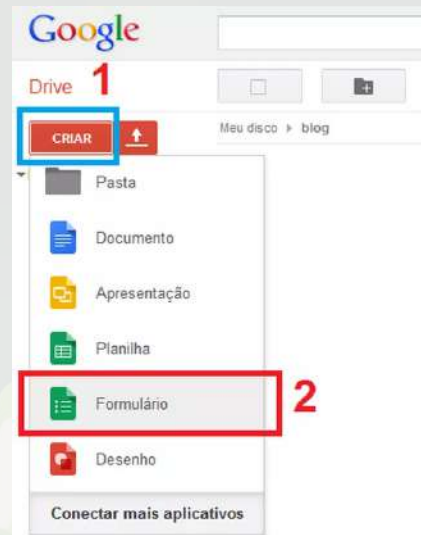 Google
Drive 1
CRIAR
Meu disco blog
Pasta
Documento
Apresentação
Planilha
Formulário 2
Desenho
Conectar mais aplicativos